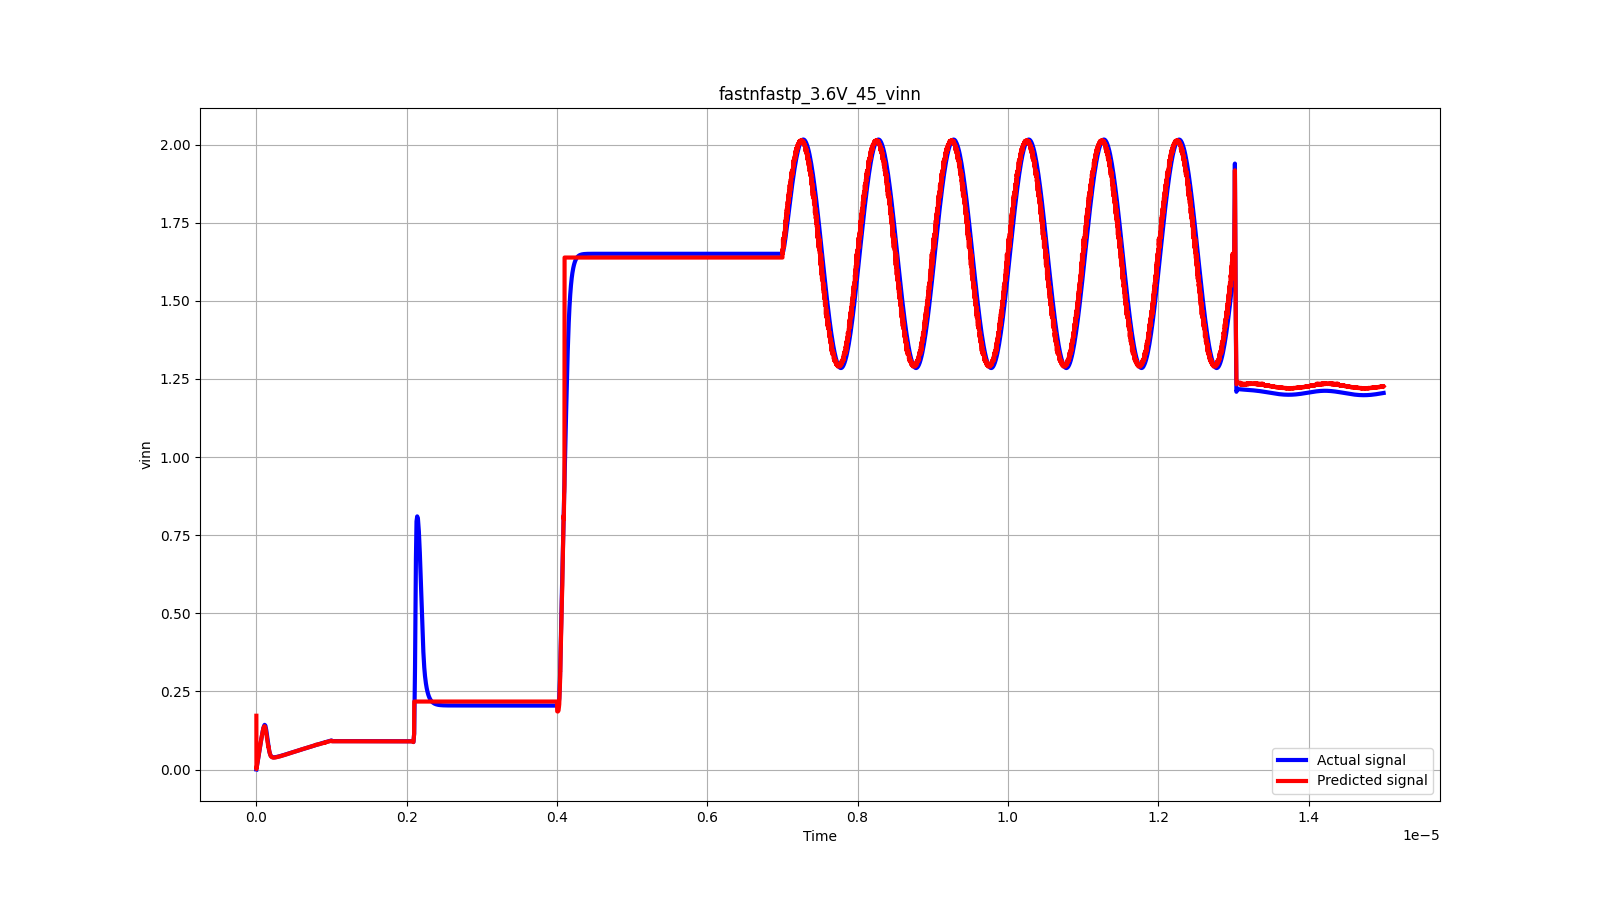 fastnfastp_3.6V_45_vinn
2.00
1.75
1.50
1.25
1.00
0.75
0.50
0.25
0.00
vinn
Actual signal
Predicted signal
0.0 0.2 0.4 0.6 0.8 1.0 1.2 1.4
Time
1e−5